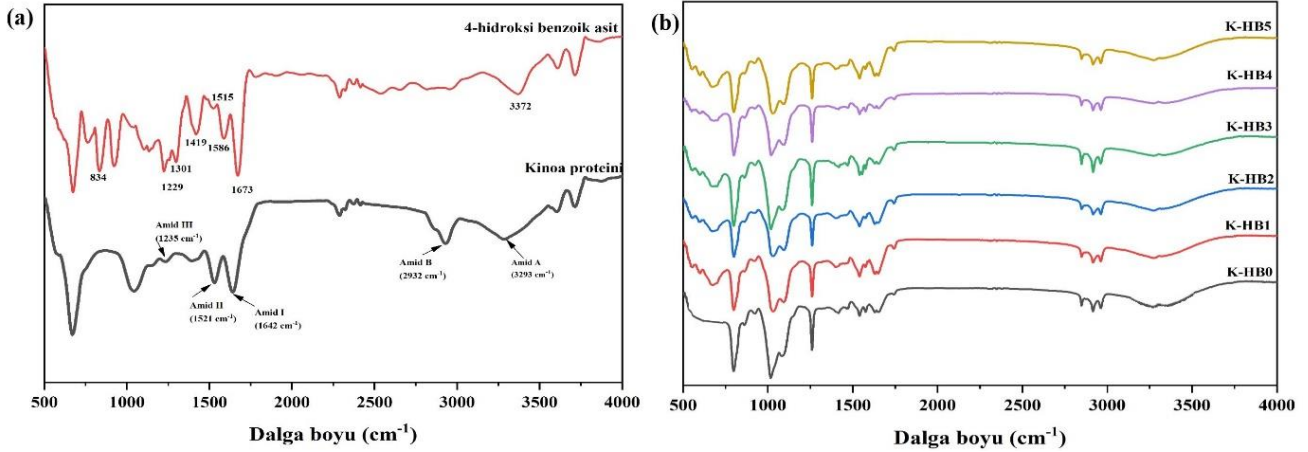 (a)
4-hidroksi benzoik asit
1515
3372
1419
1586
834
1301
1229
1673
Kinoa proteini
Amid III
(1235 cm⁻¹)
Amid B
(2932 cm⁻¹)
Amid A
(3293 cm⁻¹)
Amid II
(1521 cm⁻¹)
Amid I
(1642 cm⁻¹)
500 1000 1500 2000 2500 3000 3500 4000
Dalga boyu (cm⁻¹)
(b)
K-HB5
K-HB4
K-HB3
K-HB2
K-HB1
K-HB0
500 1000 1500 2000 2500 3000 3500 4000
Dalga boyu (cm⁻¹)